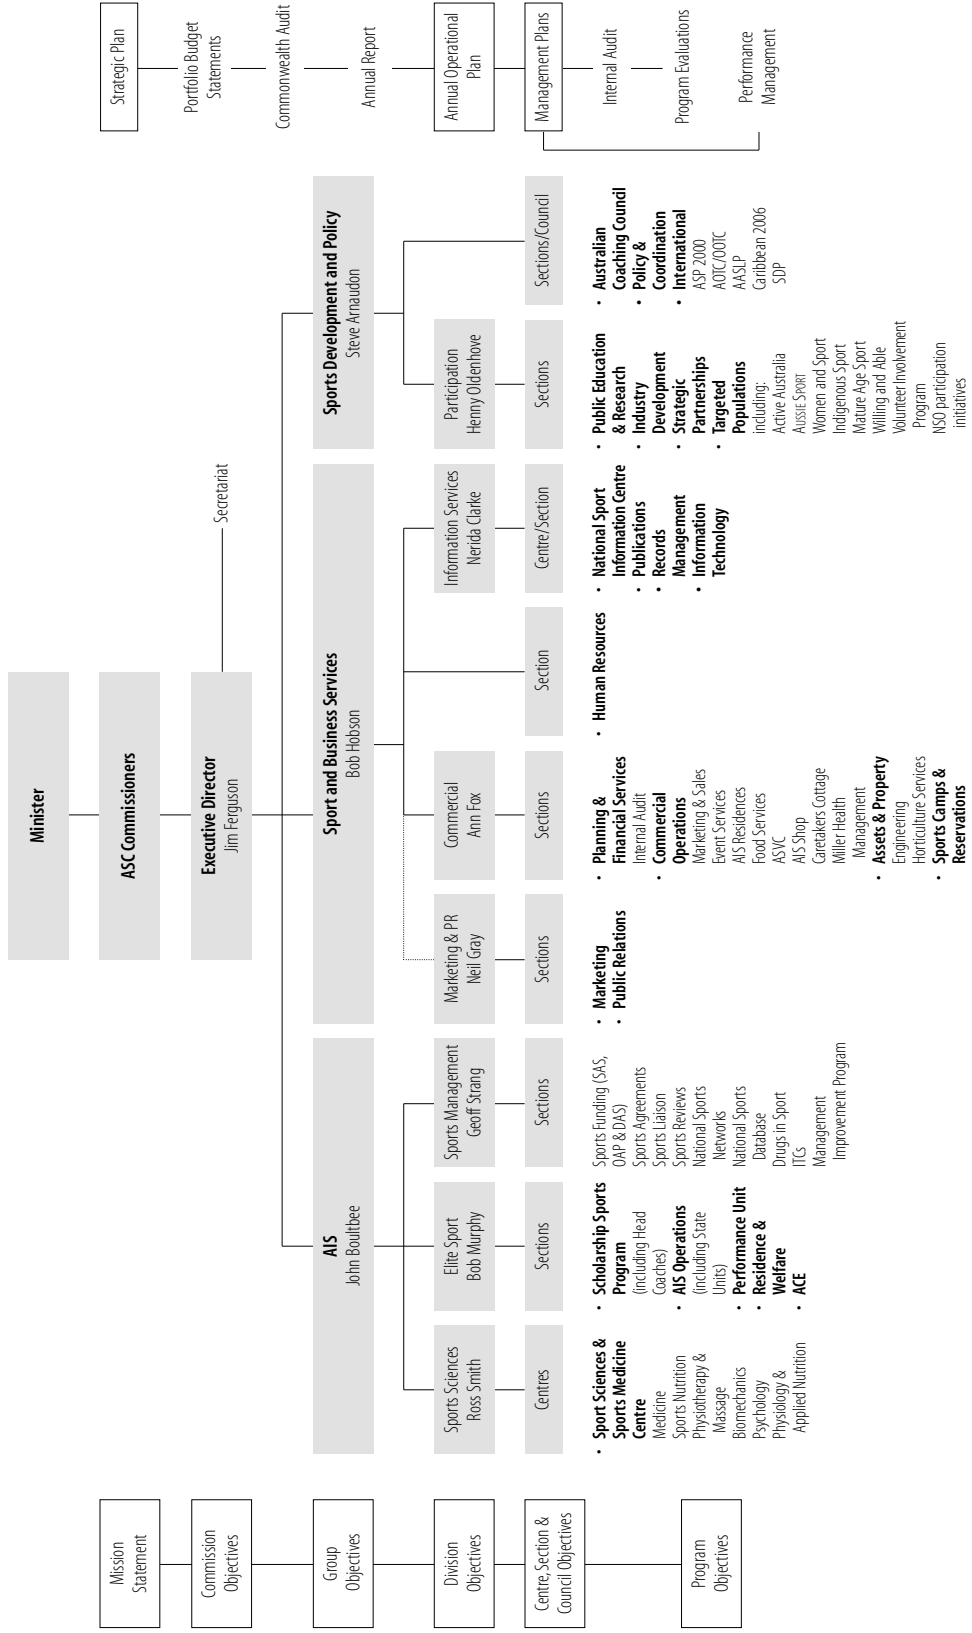 Minister
ASC Commissioners
Executive Director
Jim Ferguson
Secretariat
Mission
Statement
Commission
Objectives
Group
Objectives
Division
Objectives
Centre, Section &
Council Objectives
Program
Objectives
AIS
John Boultbee
Sports Sciences
Ross Smith
Centres
• Sport Sciences &
Sports Medicine
Centre
Medicine
Sports Nutrition
Physiotherapy &
Massage
Biomechanics
Psychology
Physiology &
Applied Nutrition
Elite Sport
Bob Murphy
Sections
• Scholarship Sports
Program
(including Head
Coaches)
• AIS Operations
(including State
Units)
• Performance Unit
• Residence &
Welfare
• ACE
Sports Management
Geoff Strang
Sections
Sports Funding (SAS,
OAP & DAS)
Sports Agreements
Sports Liaison
Sports Reviews
National Sports
Networks
National Sports
Database
Drugs in Sport
ITCs
Management
Improvement Program
Sport and Business Services
Bob Hobson
Marketing & PR
Neil Gray
Sections
• Marketing
• Public Relations
Commercial
Ann Fox
Sections
• Planning &
Financial Services
Internal Audit
• Commercial
Operations
Marketing & Sales
Event Services
AIS Residences
Food Services
ASVC
AIS Shop
Caretakers Cottage
Miller Health
Management
• Assets & Property
Engineering
Horticulture Services
• Sports Camps &
Reservations
Section
• Human Resources
Information Services
Nerida Clarke
Centre/Section
• National Sport
Information Centre
• Publications
• Records
Management
• Information
Technology
Sports Development and Policy
Steve Arnaudon
Participation
Henny Oldenhove
Sections
• Public Education
& Research
• Industry
Development
• Strategic
Partnerships
• Targeted
Populations
including:
Active Australia
AUSSIE SPORT
Women and Sport
Indigenous Sport
Mature Age Sport
Willing and Able
Volunteer Involvement
Program
NSO participation
initiatives
Sections/Council
• Australian
Coaching Council
• Policy &
Coordination
• International
ASP 2000
AOTC/OOTC
AASLP
Caribbean 2006
SDP
Strategic Plan
Portfolio Budget
Statements
Commonwealth Audit
Annual Report
Annual Operational
Plan
Management Plans
Internal Audit
Program Evaluations
Performance
Management